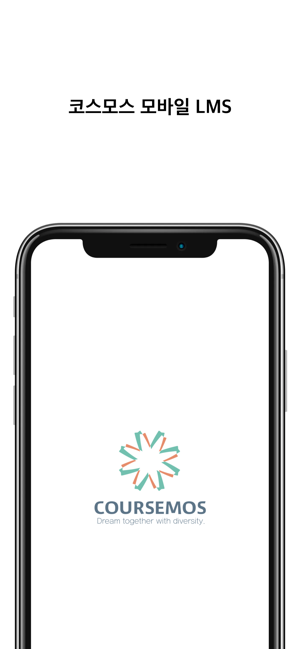 코스모스 모바일 LMS
COURSEMOS
Dream together with diversity.